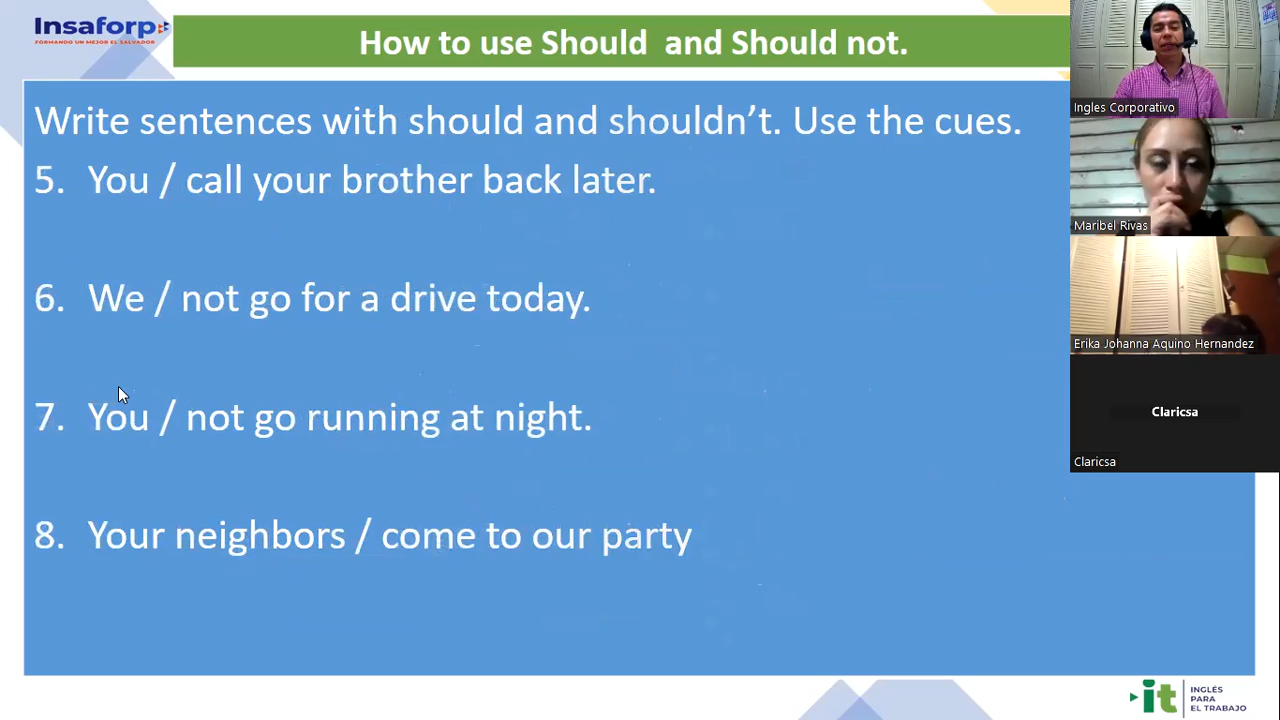 Insaforp
FORMANDO UN MEJOR EL SALVADOR
How to use Should and Should not.
Write sentences with should and shouldn't. Use the cues.
5. You / call your brother back later.
6. We / not go for a drive today.
7. You / not go running at night.
8. Your neighbors / come to our party
Ingles Corporativo
Maribel Rivas
Erika Johanna Aquino Hernandez
Claricsa
Claricsa
it
INGLÉS
PARA
EL TRABAJO